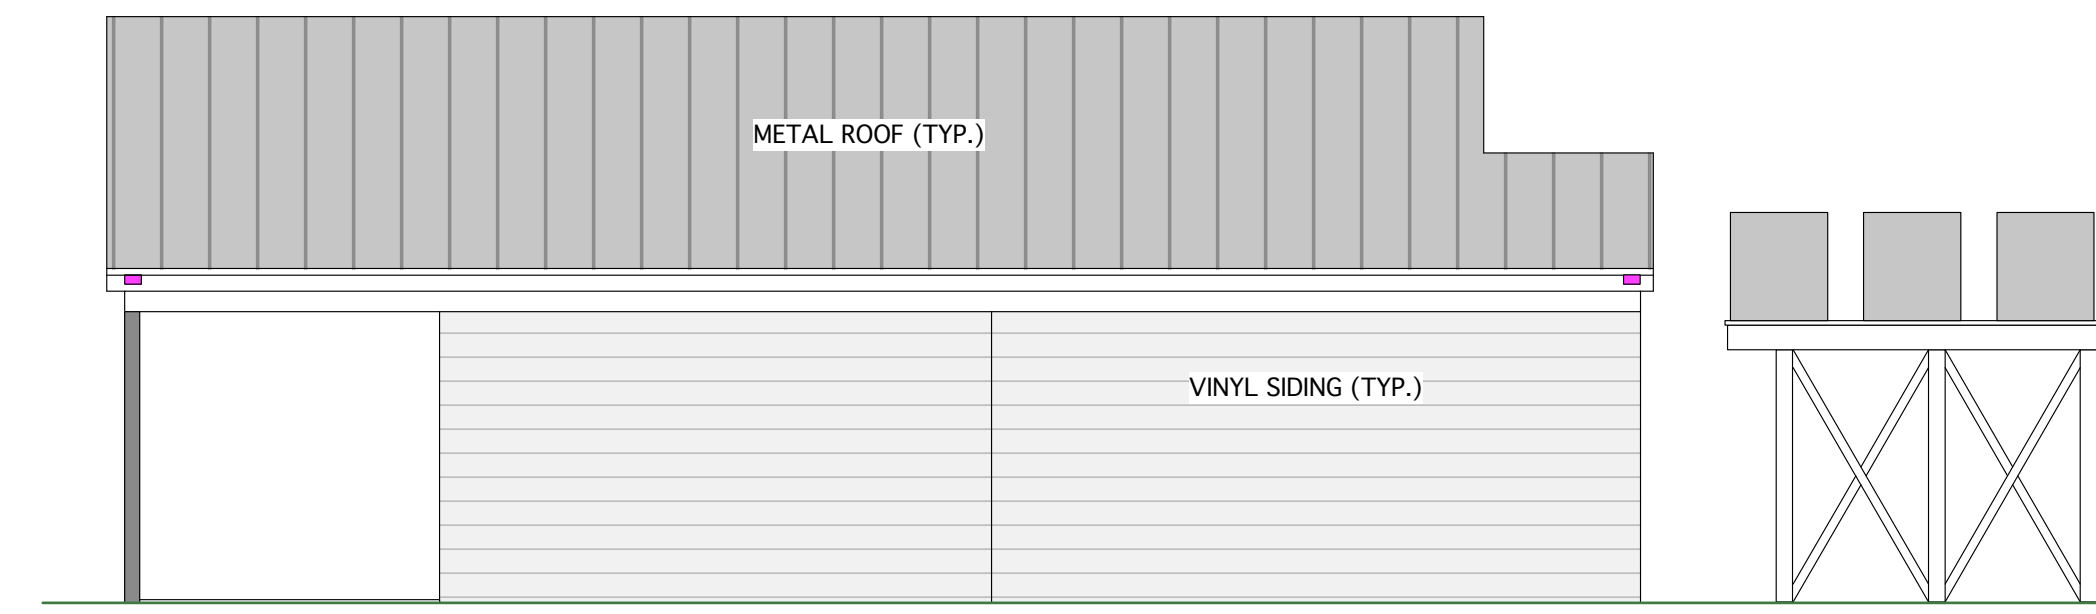 METAL ROOF (TYP.)
VINYL SIDING (TYP.)